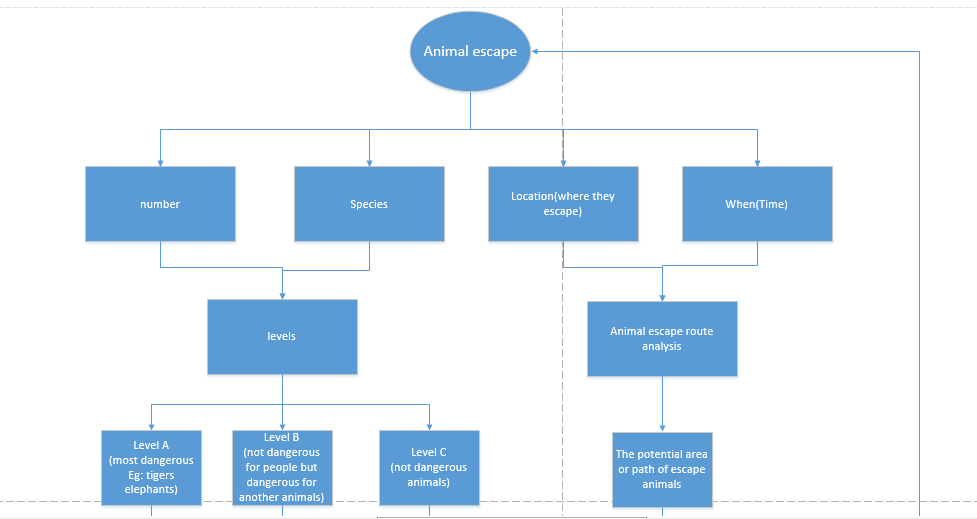 Animal escape
number
Species
Location(where they
escape)
When(Time)
levels
Animal escape route
analysis
Level A
(most dangerous
Eg: tigers
elephants)
Level B
(not dangerous
for people but
dangerous for
another animals)
Level C
(not dangerous
animals)
The potential area
or path of escape
animals